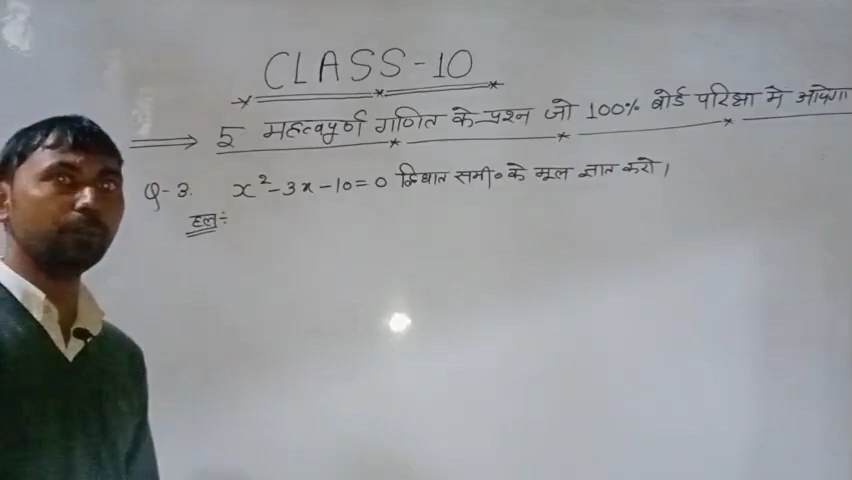 CLASS-10
5 महत्वपुर्ण गणित के प्रश्न जो 100% बोर्ड परिक्षा में आयेगा
Q-3. x²-3x-10=0 द्विघात समी० के मूल ज्ञात करो।
हलः